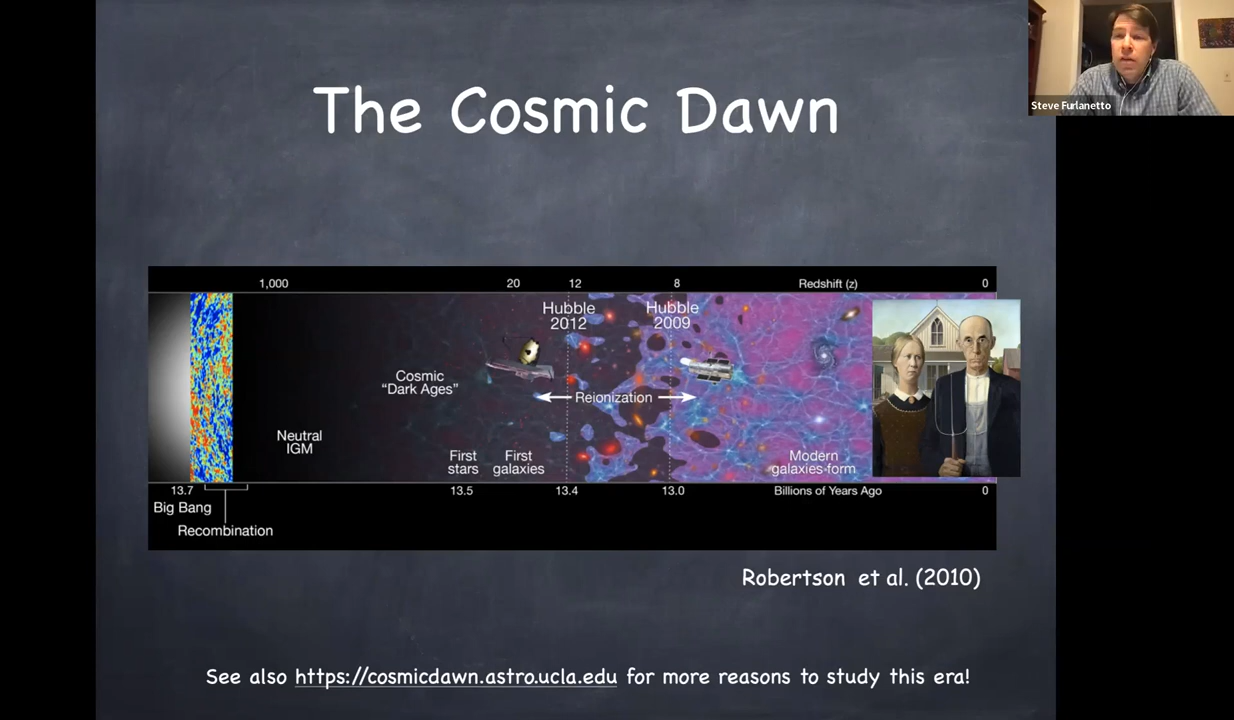 The Cosmic Dawn
Steve Furlanetto
1,000 20 12 8 Redshift (z) 0
Hubble
2012
Hubble
2009
Cosmic
"Dark Ages"
Reionization
Neutral
IGM
First
stars
First
galaxies
Modern
galaxies form
13.7 13.5 13.4 13.0 Billions of Years Ago 0
Big Bang
Recombination
Robertson et al. (2010)
See also https://cosmicdawn.astro.ucla.edu for more reasons to study this era!